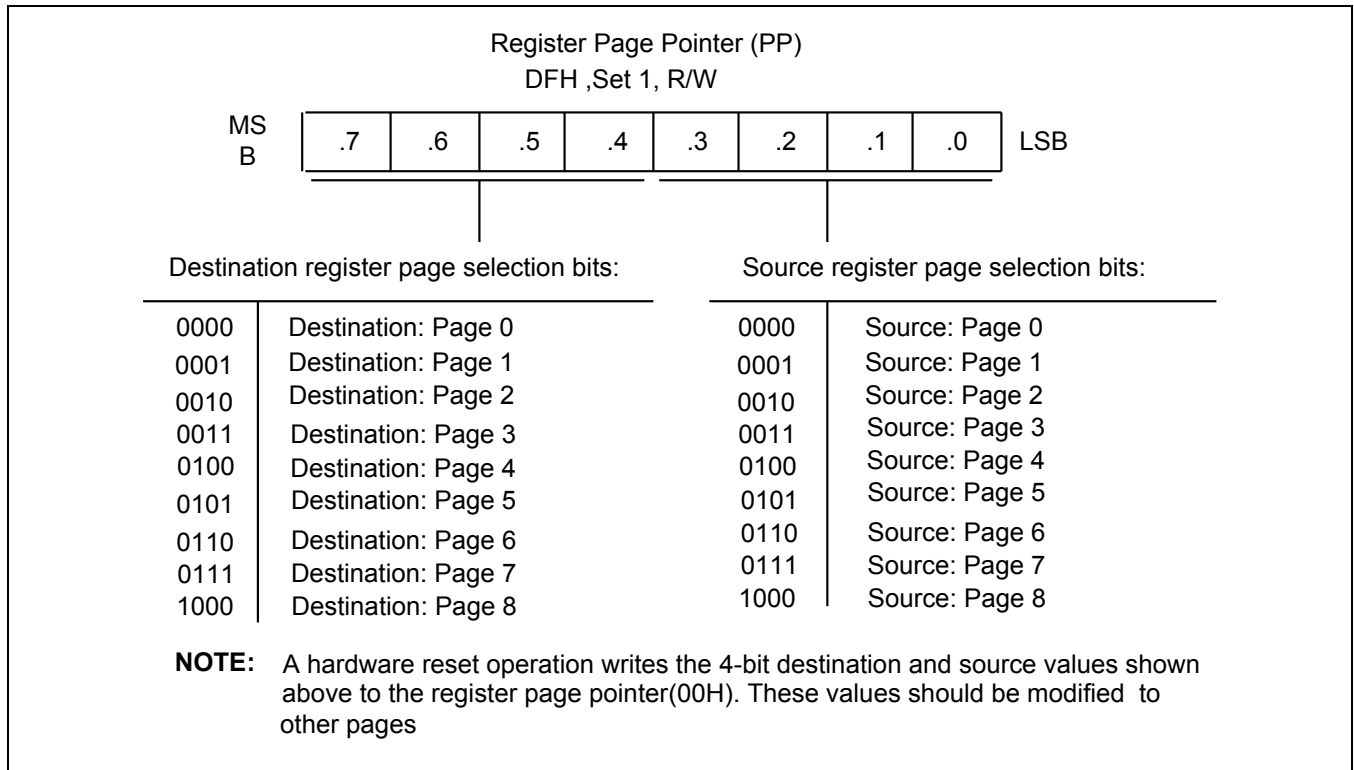 Register Page Pointer (PP)
DFH ,Set 1, R/W
MS
B
.7 .6 .5 .4 .3 .2 .1 .0 LSB
Destination register page selection bits:
0000 Destination: Page 0
0001 Destination: Page 1
0010 Destination: Page 2
0011 Destination: Page 3
0100 Destination: Page 4
0101 Destination: Page 5
0110 Destination: Page 6
0111 Destination: Page 7
1000 Destination: Page 8
Source register page selection bits:
0000 Source: Page 0
0001 Source: Page 1
0010 Source: Page 2
0011 Source: Page 3
0100 Source: Page 4
0101 Source: Page 5
0110 Source: Page 6
0111 Source: Page 7
1000 Source: Page 8
NOTE: A hardware reset operation writes the 4-bit destination and source values shown
above to the register page pointer(00H). These values should be modified to
other pages